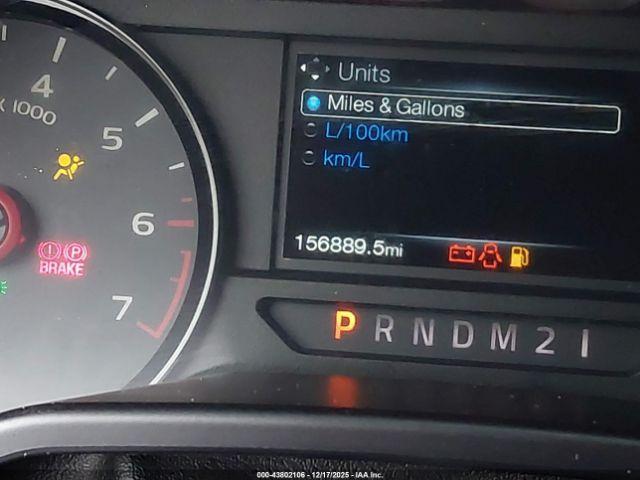 Units
Miles & Gallons
L/100km
km/L
4
x 1000
5
6
7
P
BRAKE
156889.5mi
P R N D M 2 1
000-43802106 - 12/17/2025 - IAA Inc.